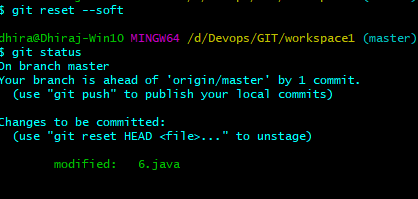 $ git reset --soft
dhira@Dhiraj-Win10 MINGW64 /d/Devops/GIT/workspace1 (master)
$ git status
On branch master
Your branch is ahead of 'origin/master' by 1 commit.
(use "git push" to publish your local commits)
Changes to be committed:
(use "git reset HEAD <file>..." to unstage)
modified: 6.java